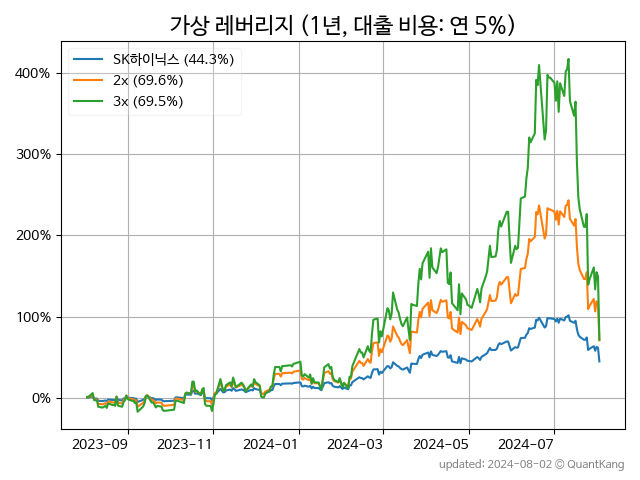 가상 레버리지 (1년, 대출 비용: 연 5%)
SK하이닉스 (44.3%)
2x (69.6%)
3x (69.5%)
400%
300%
200%
100%
0%
2023-09 2023-11 2024-01 2024-03 2024-05 2024-07
updated: 2024-08-02 © QuantKang